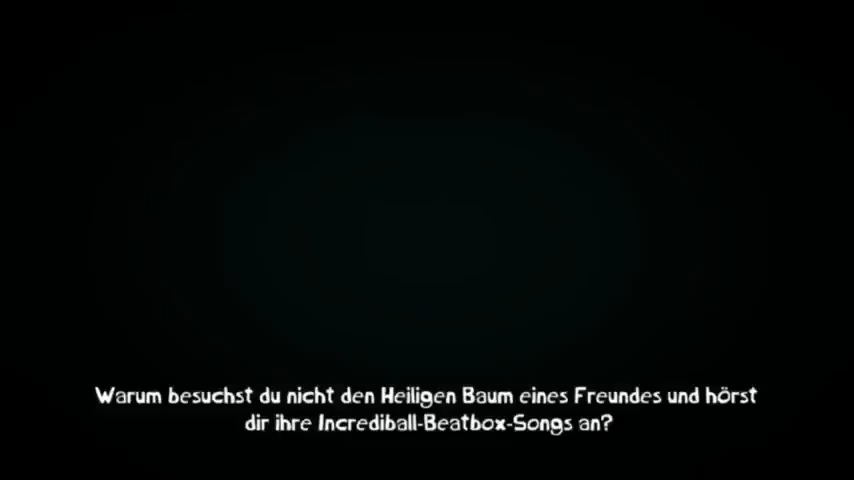 Warum besuchst du nicht den Heiligen Baum eines Freundes und hörst
dir ihre Incrediball-Beatbox-Songs an?